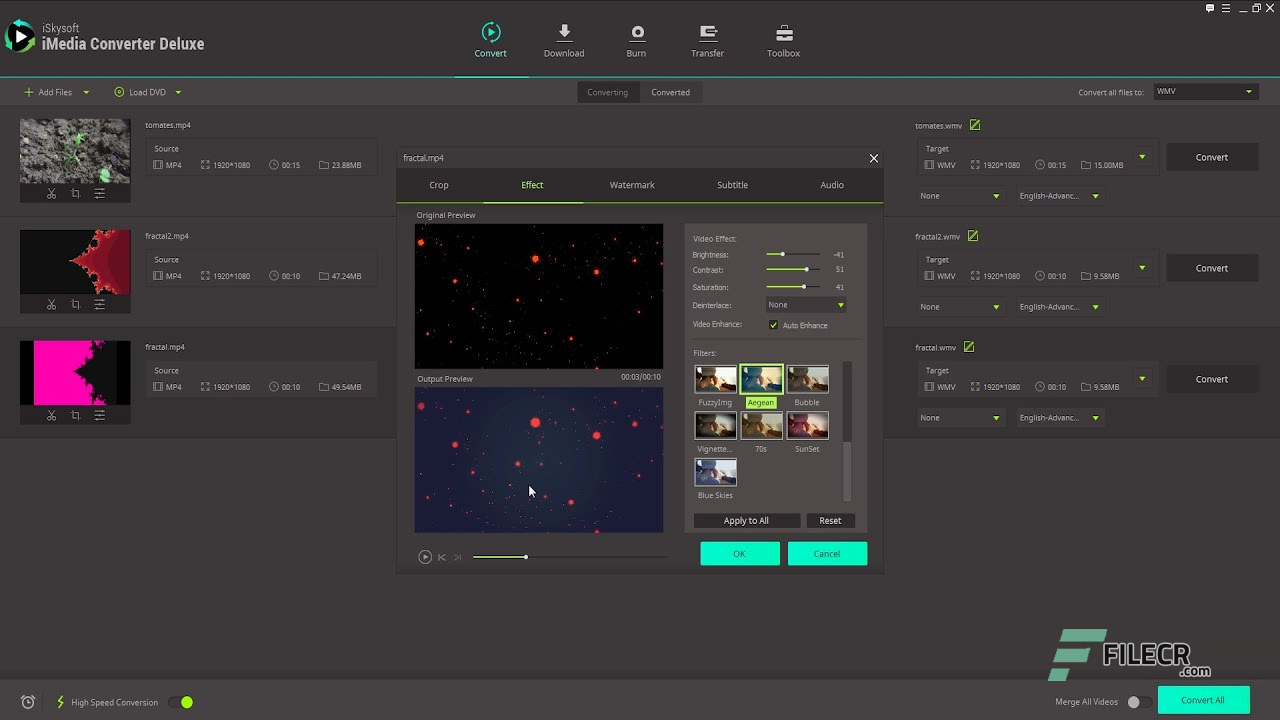 iSkysoft
iMedia Converter Deluxe
Convert
Download
Burn
Transfer
Toolbox
Add Files
Load DVD
Converting
Converted
Convert all files to:
WMV
tomates.mp4
Source
MP4 1920*1080 00:15 23.88MB
tomates.wmv
Target
WMV 1920*1080 00:15 15.00MB
Convert
None
English-Advanc...
fractal2.mp4
Source
MP4 1920*1080 00:10 47.24MB
fractal2.wmv
Target
WMV 1920*1080 00:10 9.58MB
Convert
None
English-Advanc...
fractal.mp4
Source
MP4 1920*1080 00:10 49.54MB
fractal.wmv
Target
WMV 1920*1080 00:10 9.58MB
Convert
None
English-Advanc...
fractal.mp4
Crop
Effect
Watermark
Subtitle
Audio
Original Preview
Output Preview
00:03/00:10
Video Effect:
Brightness: -41
Contrast: 51
Saturation: 41
Deinterlace: None
Video Enhance: Auto Enhance
Filters:
FuzzyImg
Aegean
Bubble
Vignette...
70s
SunSet
Blue Skies
Apply to All
Reset
OK
Cancel
FILECR
.com
High Speed Conversion
Merge All Videos
Convert All